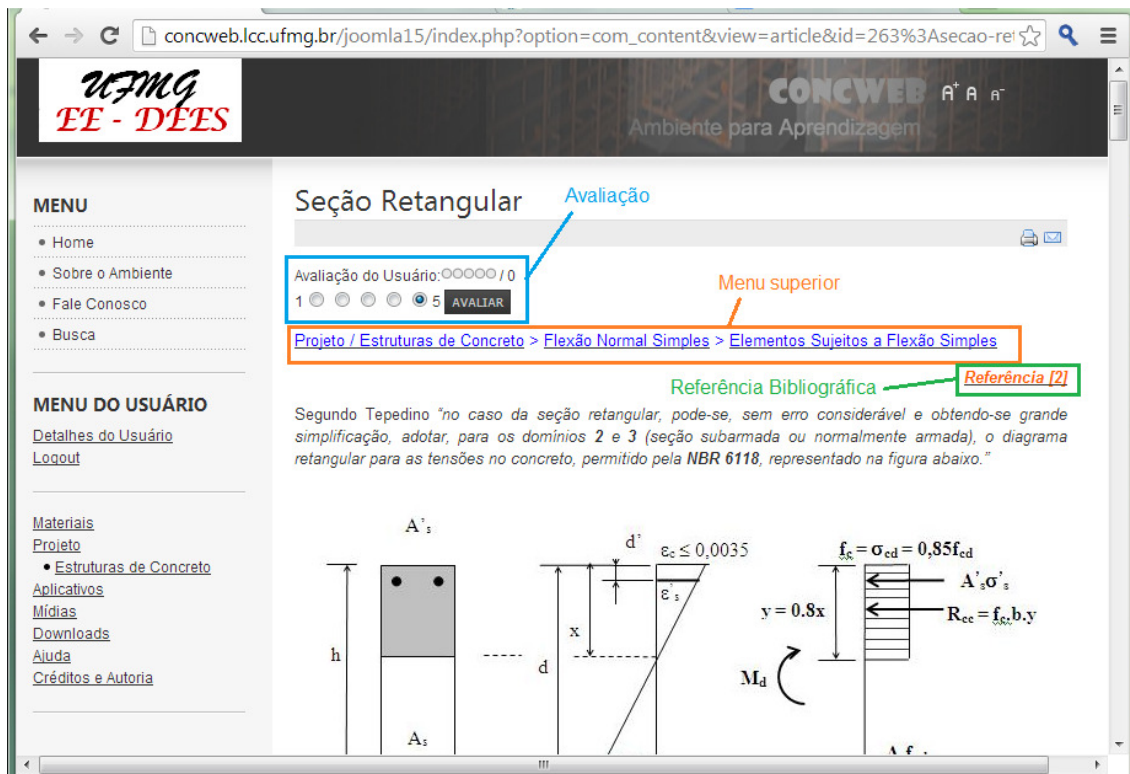 concweb.lcc.ufmg.br/joomla15/index.php?option=com_content&view=article&id=263%3Asecao-ret
UFMG
EE - DEES
CONCWEB A+ A A-
Ambiente para Aprendizagem
MENU
Home
Sobre o Ambiente
Fale Conosco
Busca
MENU DO USUÁRIO
Detalhes do Usuário
Logout
Materiais
Projeto
Estruturas de Concreto
Aplicativos
Mídias
Downloads
Ajuda
Créditos e Autoria
Seção Retangular
Avaliação
Avaliação do Usuário: / 0
1 5 AVALIAR
Menu superior
Projeto / Estruturas de Concreto > Flexão Normal Simples > Elementos Sujeitos a Flexão Simples
Referência Bibliográfica
Referência [2]
Segundo Tepedino "no caso da seção retangular, pode-se, sem erro considerável e obtendo-se grande
simplificação, adotar, para os domínios 2 e 3 (seção subarmada ou normalmente armada), o diagrama
retangular para as tensões no concreto, permitido pela NBR 6118, representado na figura abaixo."
A's
d'
εc ≤ 0,0035
fc = σcd = 0,85fcd
ε's
A'sσ's
y = 0.8x
Rcc = fc.b.y
x
h
d
Md
As